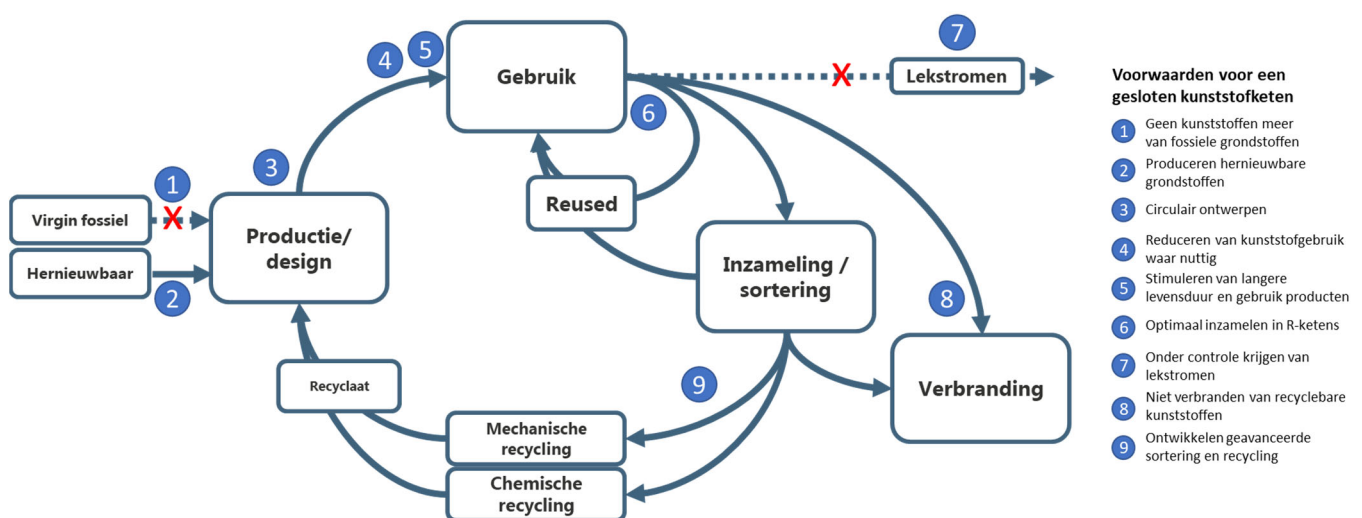 4
5
Gebruik
7
X
Lekstromen
6
3
1
Virgin fossiel
X
Hernieuwbaar
2
Productie/
design
Reused
Inzameling /
sortering
8
Verbranding
Recyclaat
9
Mechanische
recycling
Chemische
recycling
Voorwaarden voor een
gesloten kunststofketen
1 Geen kunststoffen meer
van fossiele grondstoffen
2 Produceren hernieuwbare
grondstoffen
3 Circulair ontwerpen
4 Reduceren van kunstofgebruik
waar nuttig
5 Stimuleren van langere
levensduur en gebruik producten
6 Optimaal inzamelen in R-ketens
7 Onder controle krijgen van
lekstromen
8 Niet verbranden van recyclebare
kunststoffen
9 Ontwikkelen geavanceerde
sortering en recycling